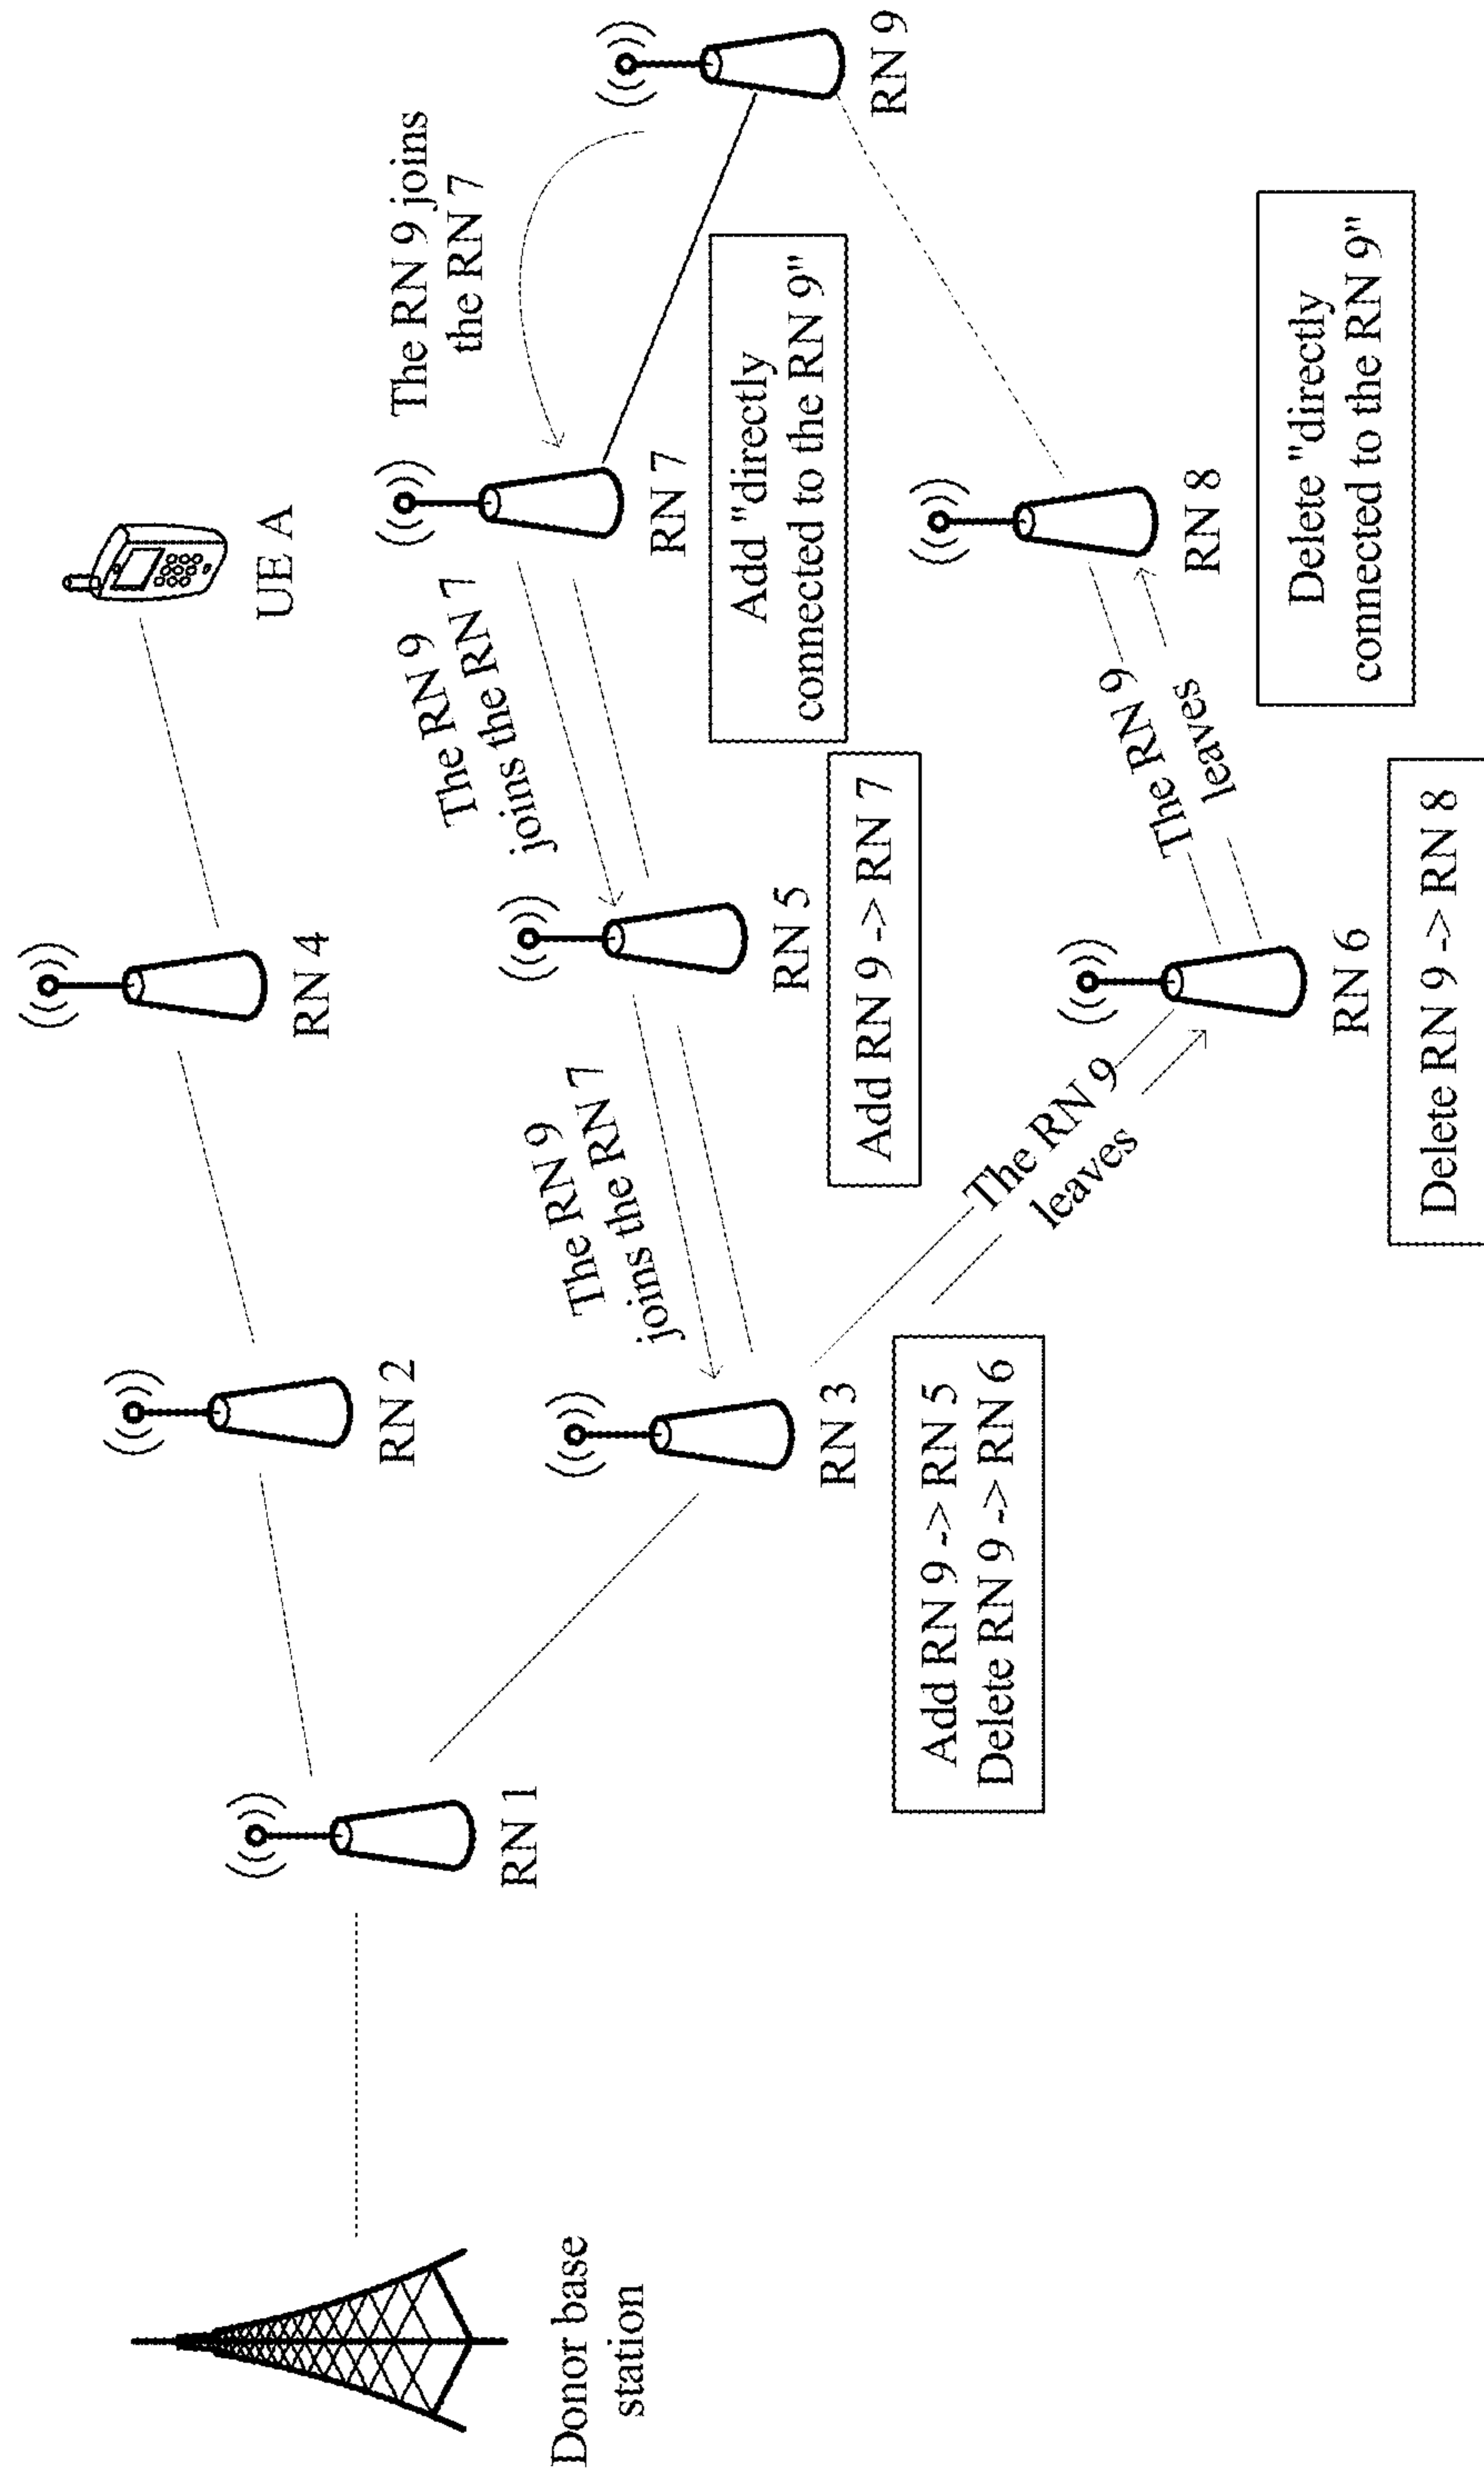 Donor base
station
RN 1
RN 2
RN 4
UE A
RN 3
Add RN 9 -> RN 5
Delete RN 9 -> RN 6
The RN 9
joins the RN 7
RN 5
Add RN 9 -> RN 7
The RN 9
joins the RN 7
RN 7
Add "directly
connected to the RN 9"
The RN 9 joins
the RN 7
RN 9
The RN 9
leaves
RN 6
Delete RN 9 -> RN 8
The RN 9
leaves
RN 8
Delete "directly
connected to the RN 9"